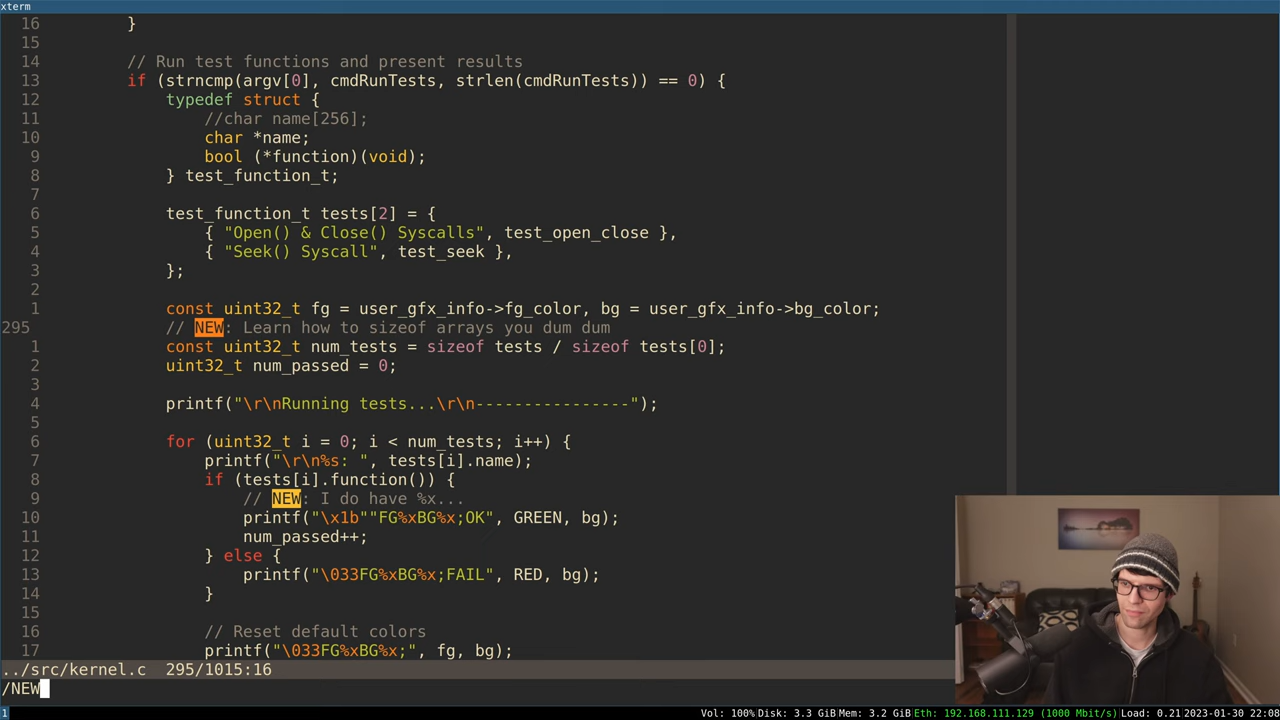 xterm
16 }
15
14 // Run test functions and present results
13 if (strncmp(argv[0], cmdRunTests, strlen(cmdRunTests)) == 0) {
12 typedef struct {
11 //char name[256];
10 char *name;
9 bool (*function)(void);
8 } test_function_t;
7
6 test_function_t tests[2] = {
5 { "Open() & Close() Syscalls", test_open_close },
4 { "Seek() Syscall", test_seek },
3 };
2
1 const uint32_t fg = user_gfx_info->fg_color, bg = user_gfx_info->bg_color;
295 // NEW: Learn how to sizeof arrays you dum dum
1 const uint32_t num_tests = sizeof tests / sizeof tests[0];
2 uint32_t num_passed = 0;
3
4 printf("\r\nRunning tests...\r\n----------------");
5
6 for (uint32_t i = 0; i < num_tests; i++) {
7 printf("\r\n%s: ", tests[i].name);
8 if (tests[i].function()) {
9 // NEW: I do have %x...
10 printf("\x1b""FG%xBG%x;OK", GREEN, bg);
11 num_passed++;
12 } else {
13 printf("\033FG%xBG%x;FAIL", RED, bg);
14 }
15
16 // Reset default colors
17 printf("\033FG%xBG%x;", fg, bg);
../src/kernel.c 295/1015:16
/NEW
1 Vol: 100% Disk: 3.3 GiB Mem: 3.2 GiB Eth: 192.168.111.129 (1000 Mbit/s) Load: 0.21 2023-01-30 22:08